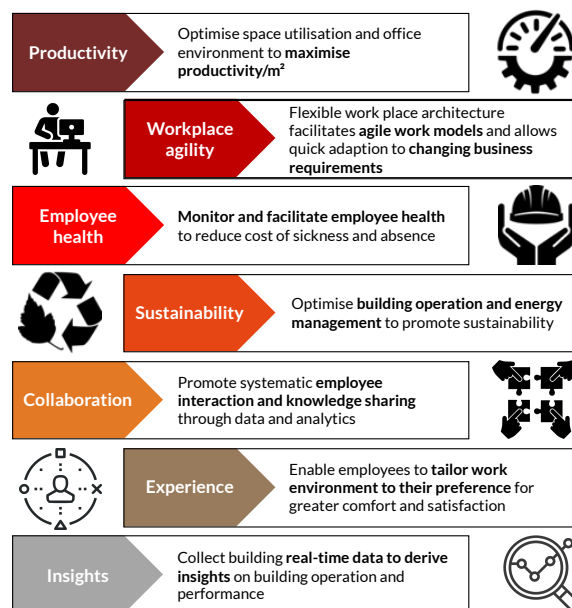 Productivity
Optimise space utilisation and office
environment to maximise
productivity/m²
Workplace
agility
Flexible work place architecture
facilitates agile work models and allows
quick adaption to changing business
requirements
Employee
health
Monitor and facilitate employee health
to reduce cost of sickness and absence
Sustainability
Optimise building operation and energy
management to promote sustainability
Collaboration
Promote systematic employee
interaction and knowledge sharing
through data and analytics
Experience
Enable employees to tailor work
environment to their preference for
greater comfort and satisfaction
Insights
Collect building real-time data to derive
insights on building operation and
performance